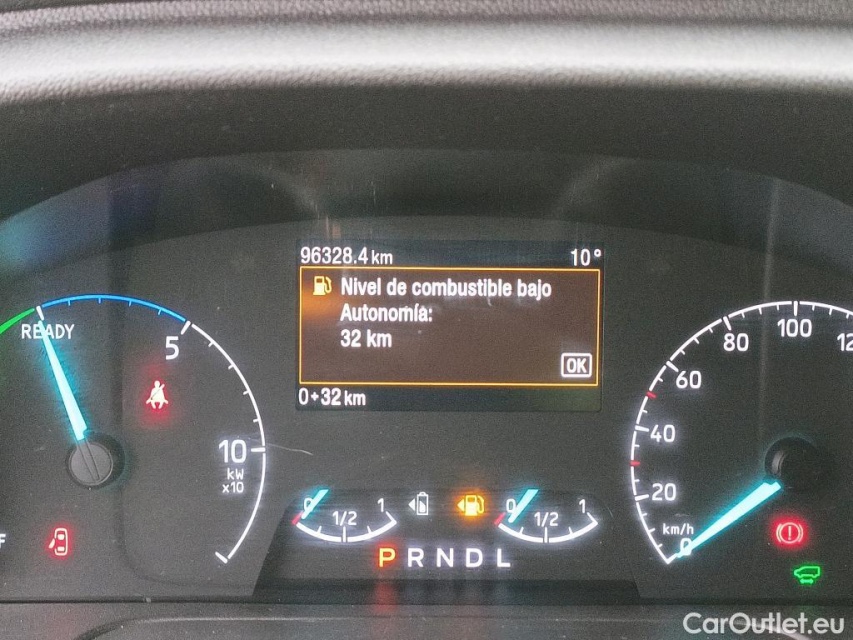 96328.4 km 10°
Nivel de combustible bajo
Autonomía:
32 km
OK
0+32 km
READY
5
10
kW
x10
0 1/2 1
0 1/2 1
P R N D L
100
80
60
40
20
km/h
0
CarOutlet.eu